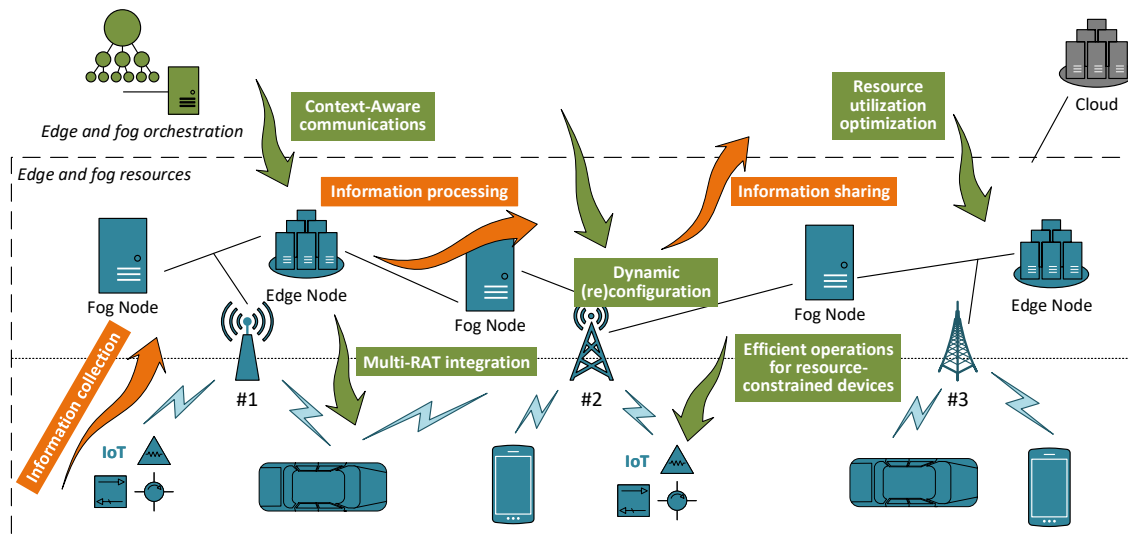 Edge and fog orchestration
Context-Aware
communications
Resource
utilization
optimization
Cloud
Edge and fog resources
Information processing
Information sharing
Fog Node
Edge Node
Fog Node
Dynamic
(re)configuration
Fog Node
Edge Node
Information collection
Multi-RAT integration
Efficient operations
for resource-
constrained devices
#1
#2
#3
IoT
IoT